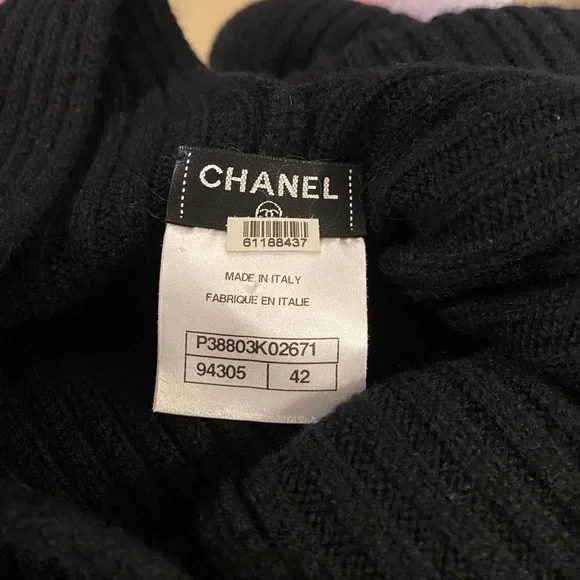 CHANEL
61188437
MADE IN ITALY
FABRIQUE EN ITALIE
P38803K02671
94305 42